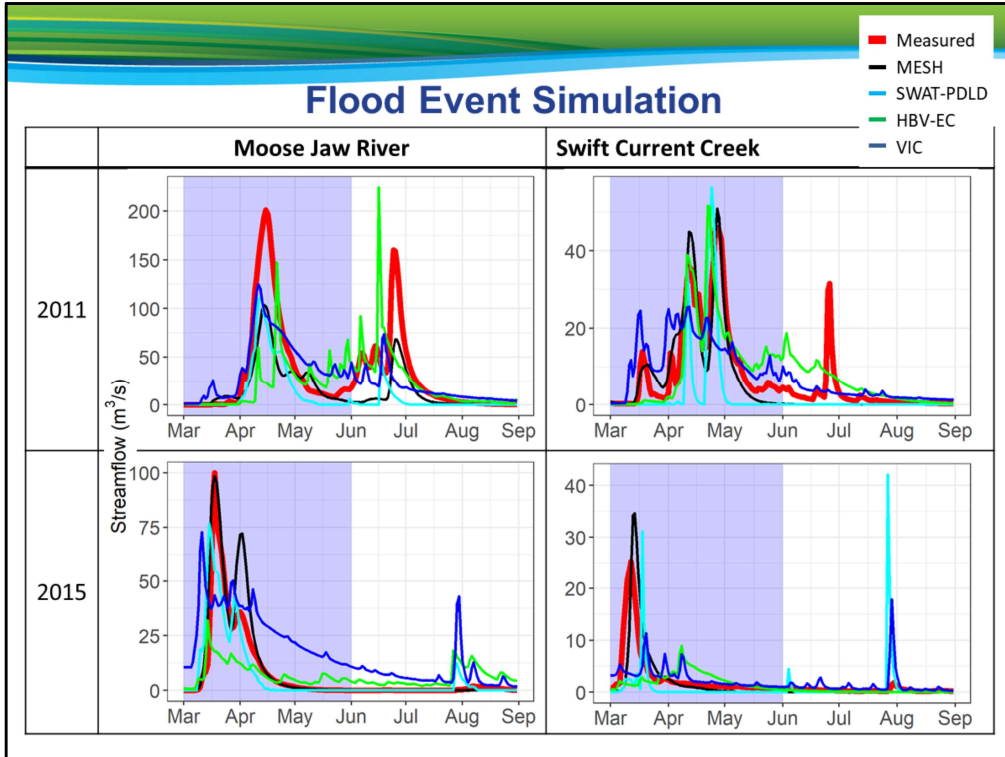 Measured
MESH
SWAT-PDLD
HBV-EC
VIC
Flood Event Simulation
Moose Jaw River
Swift Current Creek
2011
200
150
100
50
0
Mar Apr May Jun Jul Aug Sep
40
20
0
Mar Apr May Jun Jul Aug Sep
Streamflow (m³/s)
2015
100
75
50
25
0
Mar Apr May Jun Jul Aug Sep
40
30
20
10
0
Mar Apr May Jun Jul Aug Sep